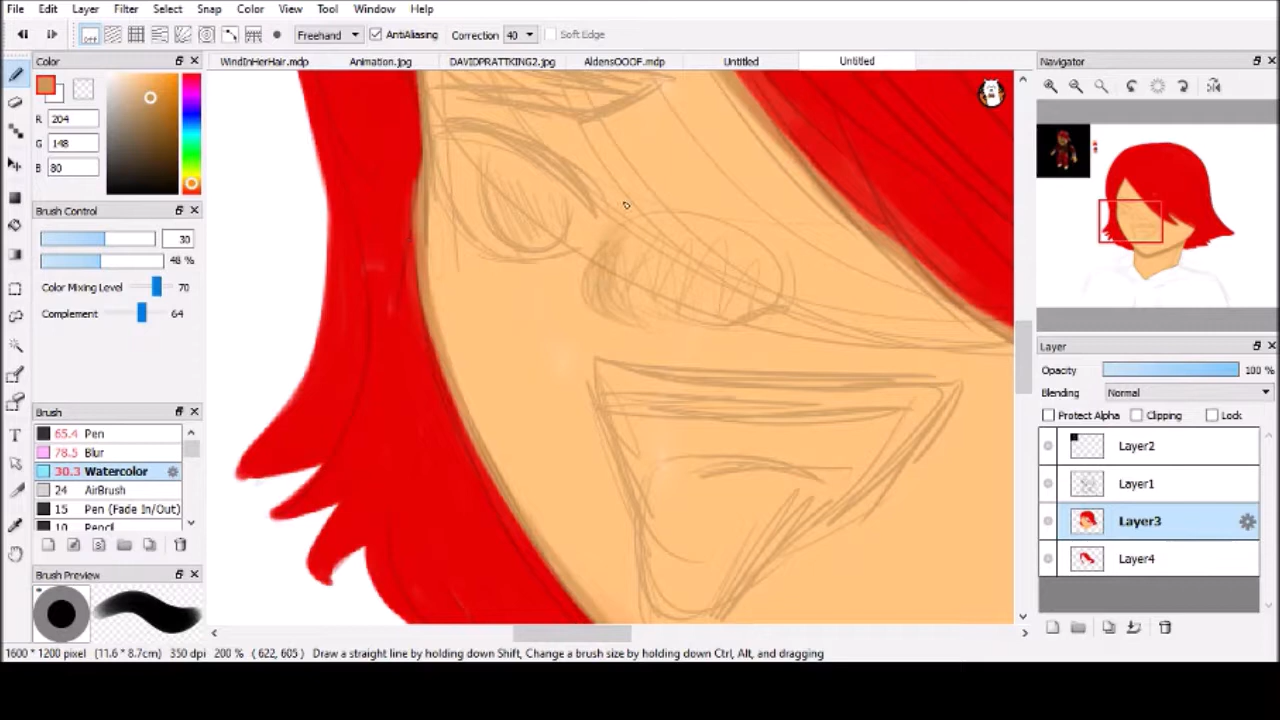 File Edit Layer Filter Select Snap Color View Tool Window Help
Off Freehand AntiAliasing Correction 40 Soft Edge
Color WindInHerHair.mdp Animation.jpg DAVIDPRATTKING2.jpg AldensOOOF.mdp Untitled Untitled Navigator
R 204
G 148
B 80
Brush Control
30
48 %
Color Mixing Level 70
Complement 64
Layer
Opacity 100 %
Blending Normal
Protect Alpha Clipping Lock
Brush
65.4 Pen
78.5 Blur
30.3 Watercolor
24 AirBrush
15 Pen (Fade In/Out)
10 Pencil
Layer2
Layer1
Layer3
Layer4
Brush Preview
1600 * 1200 pixel (11.6 * 8.7cm) 350 dpi 200 % ( 622, 605 ) Draw a straight line by holding down Shift, Change a brush size by holding down Ctrl, Alt, and dragging